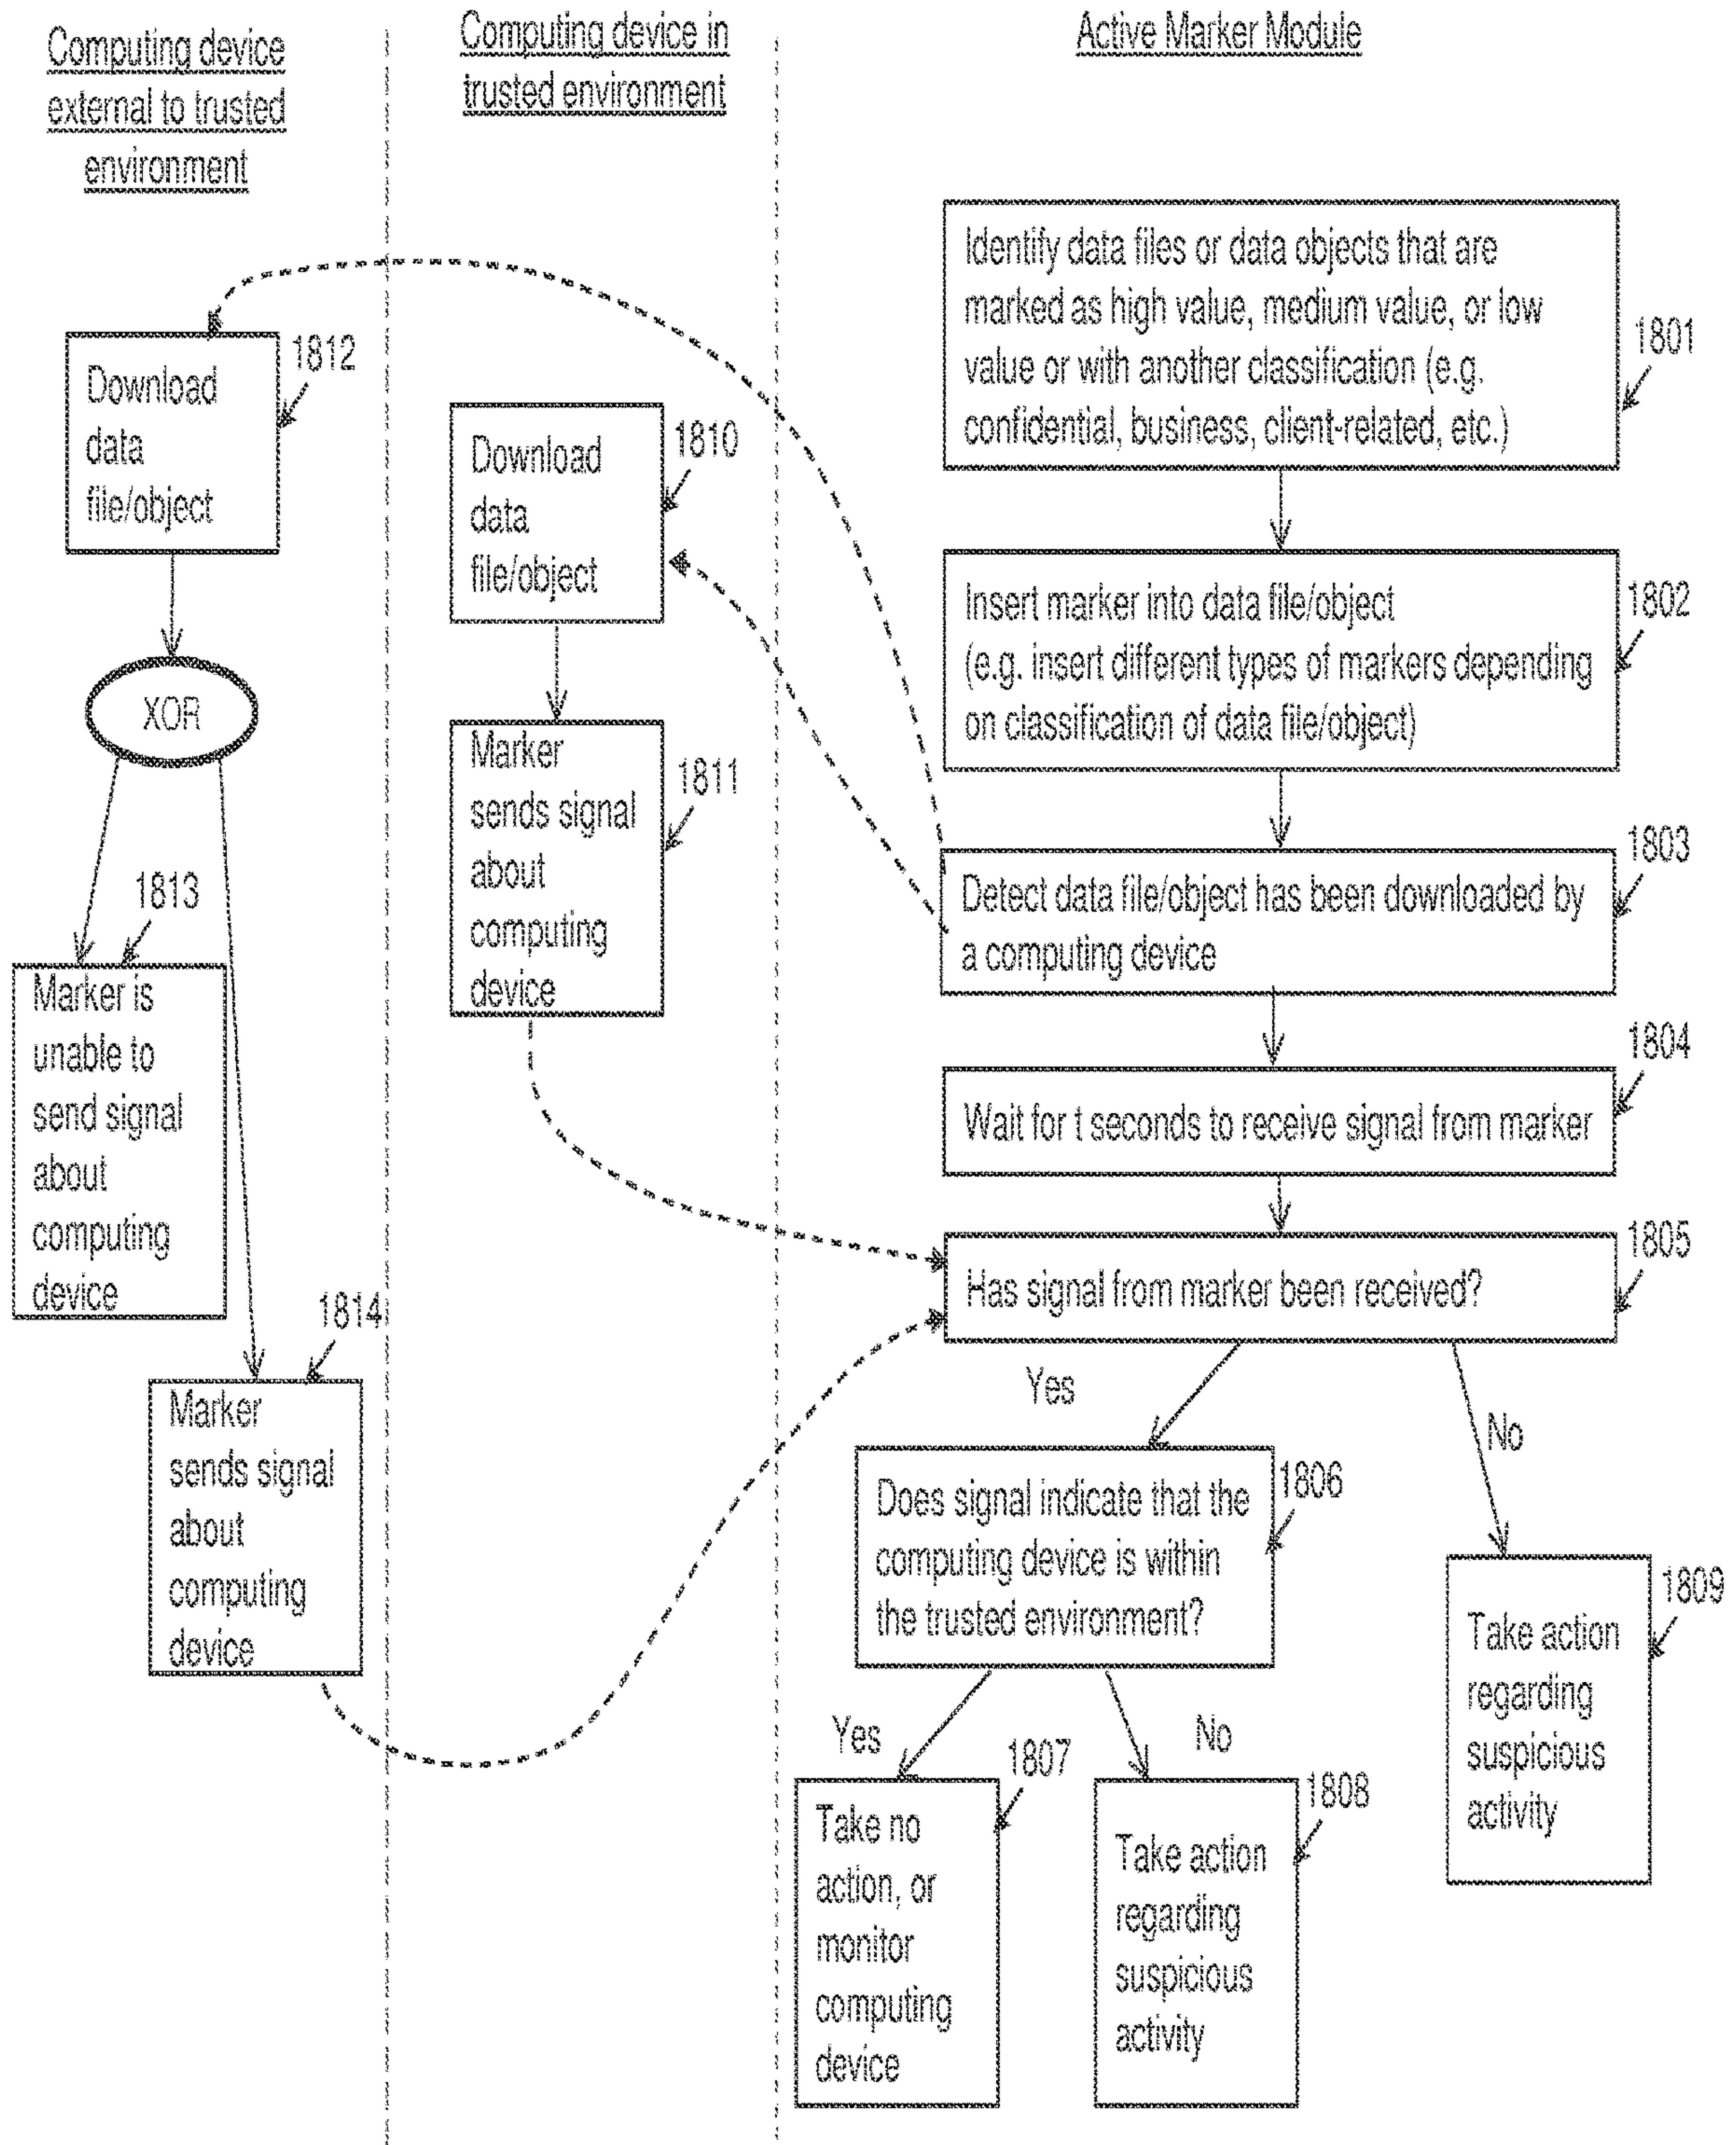 Computing device
external to trusted
environment
Computing device in
trusted environment
Active Marker Module
Identify data files or data objects that are
marked as high value, medium value, or low
value or with another classification (e.g.
confidential, business, client-related, etc.)
1801
Insert marker into data file/object
(e.g. insert different types of markers depending
on classification of data file/object)
1802
Detect data file/object has been downloaded by
a computing device
1803
Wait for t seconds to receive signal from marker
1804
Has signal from marker been received?
1805
Yes
No
Does signal indicate that the
computing device is within
the trusted environment?
1806
Yes
No
Take no
action, or
monitor
computing
device
1807
Take action
regarding
suspicious
activity
1808
Take action
regarding
suspicious
activity
1809
Download
data
file/object
1810
Marker
sends signal
about
computing
device
1811
Download
data
file/object
1812
XOR
Marker is
unable to
send signal
about
computing
device
1813
Marker
sends signal
about
computing
device
1814